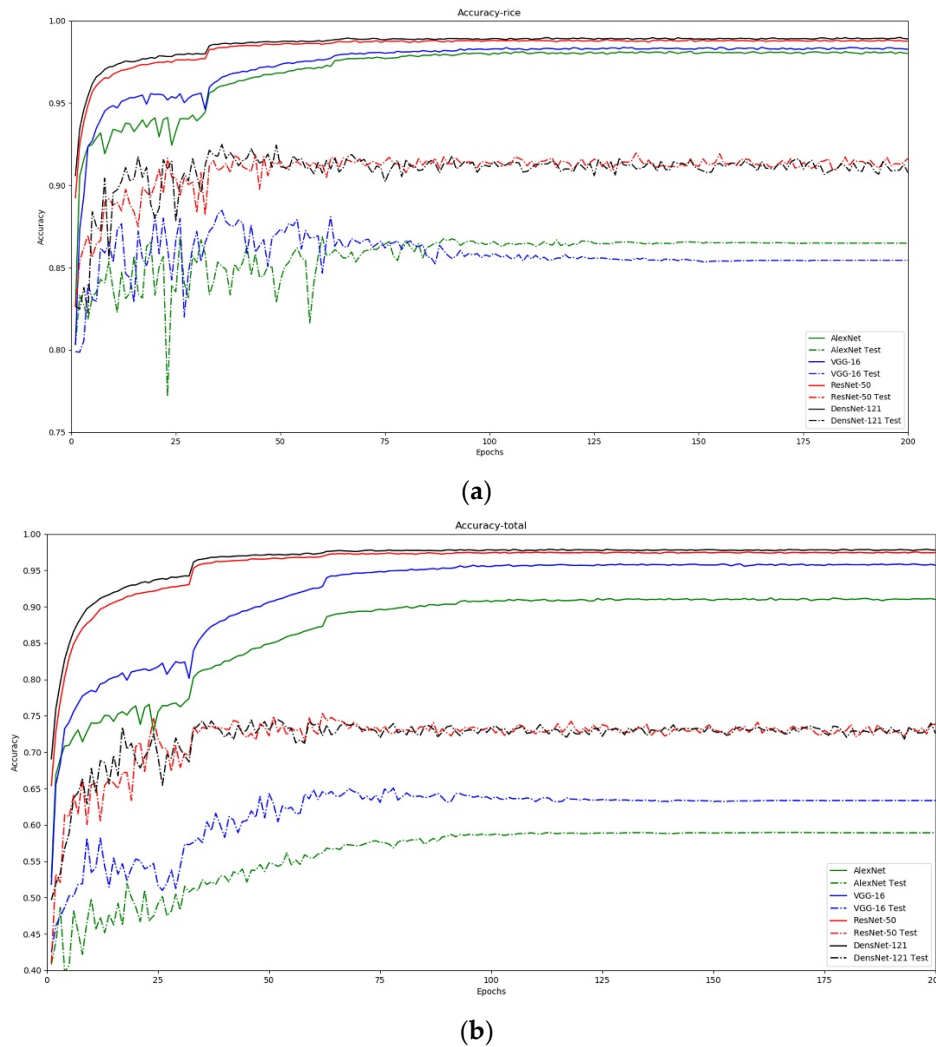 Accuracy-rice
1.00
0.95
0.90
0.85
0.80
0.75
Accuracy
AlexNet
AlexNet Test
VGG-16
VGG-16 Test
ResNet-50
ResNet-50 Test
DensNet-121
DensNet-121 Test
0 25 50 75 100 125 150 175 200
Epochs
(a)
Accuracy-total
1.00
0.95
0.90
0.85
0.80
0.75
0.70
0.65
0.60
0.55
0.50
0.45
0.40
Accuracy
AlexNet
AlexNet Test
VGG-16
VGG-16 Test
ResNet-50
ResNet-50 Test
DensNet-121
DensNet-121 Test
0 25 50 75 100 125 150 175 200
Epochs
(b)